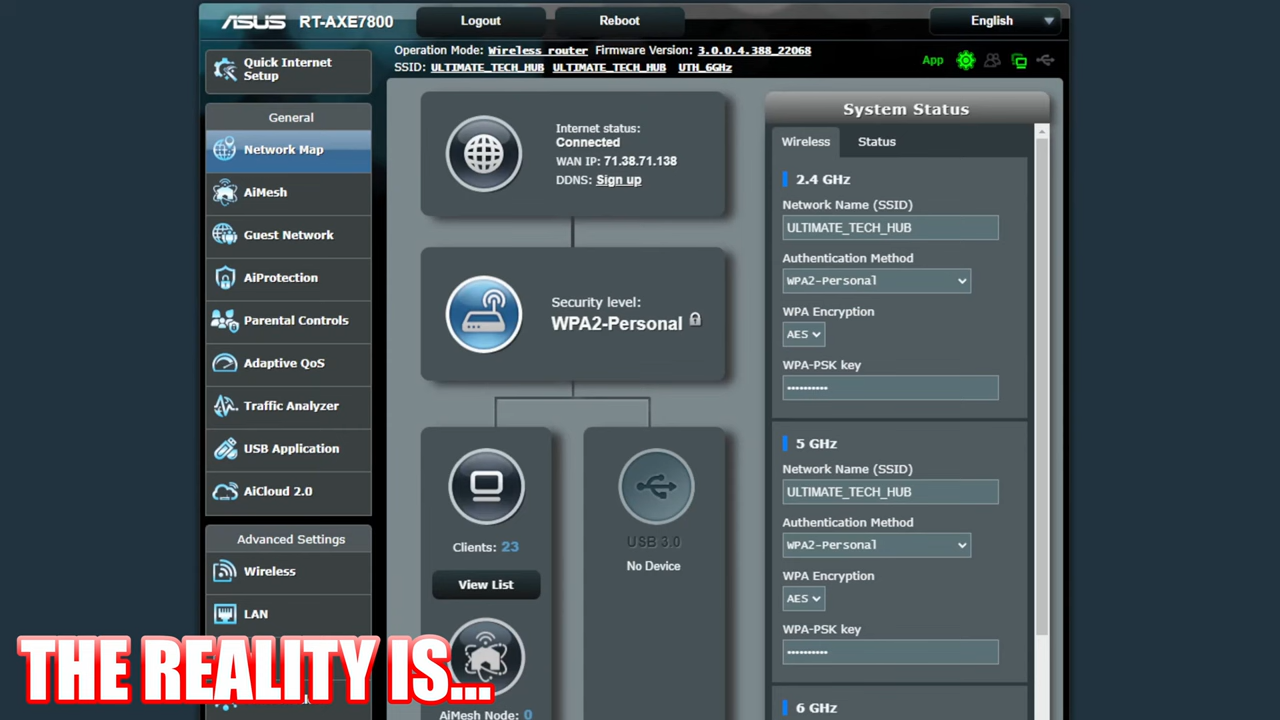 ASUS RT-AXE7800
Logout
Reboot
English
Operation Mode: Wireless router Firmware Version: 3.0.0.4.388_22068
SSID: ULTIMATE_TECH_HUB ULTIMATE_TECH_HUB UTH_6GHz
App
Quick Internet
Setup
General
Network Map
AiMesh
Guest Network
AiProtection
Parental Controls
Adaptive QoS
Traffic Analyzer
USB Application
AiCloud 2.0
Advanced Settings
Wireless
LAN
Internet status:
Connected
WAN IP: 71.38.71.138
DDNS: Sign up
Security level:
WPA2-Personal
Clients: 23
View List
AiMesh Node: 0
USB 3.0
No Device
System Status
Wireless
Status
2.4 GHz
Network Name (SSID)
ULTIMATE_TECH_HUB
Authentication Method
WPA2-Personal
WPA Encryption
AES
WPA-PSK key
••••••••••
5 GHz
Network Name (SSID)
ULTIMATE_TECH_HUB
Authentication Method
WPA2-Personal
WPA Encryption
AES
WPA-PSK key
••••••••••
6 GHz
THE REALITY IS...